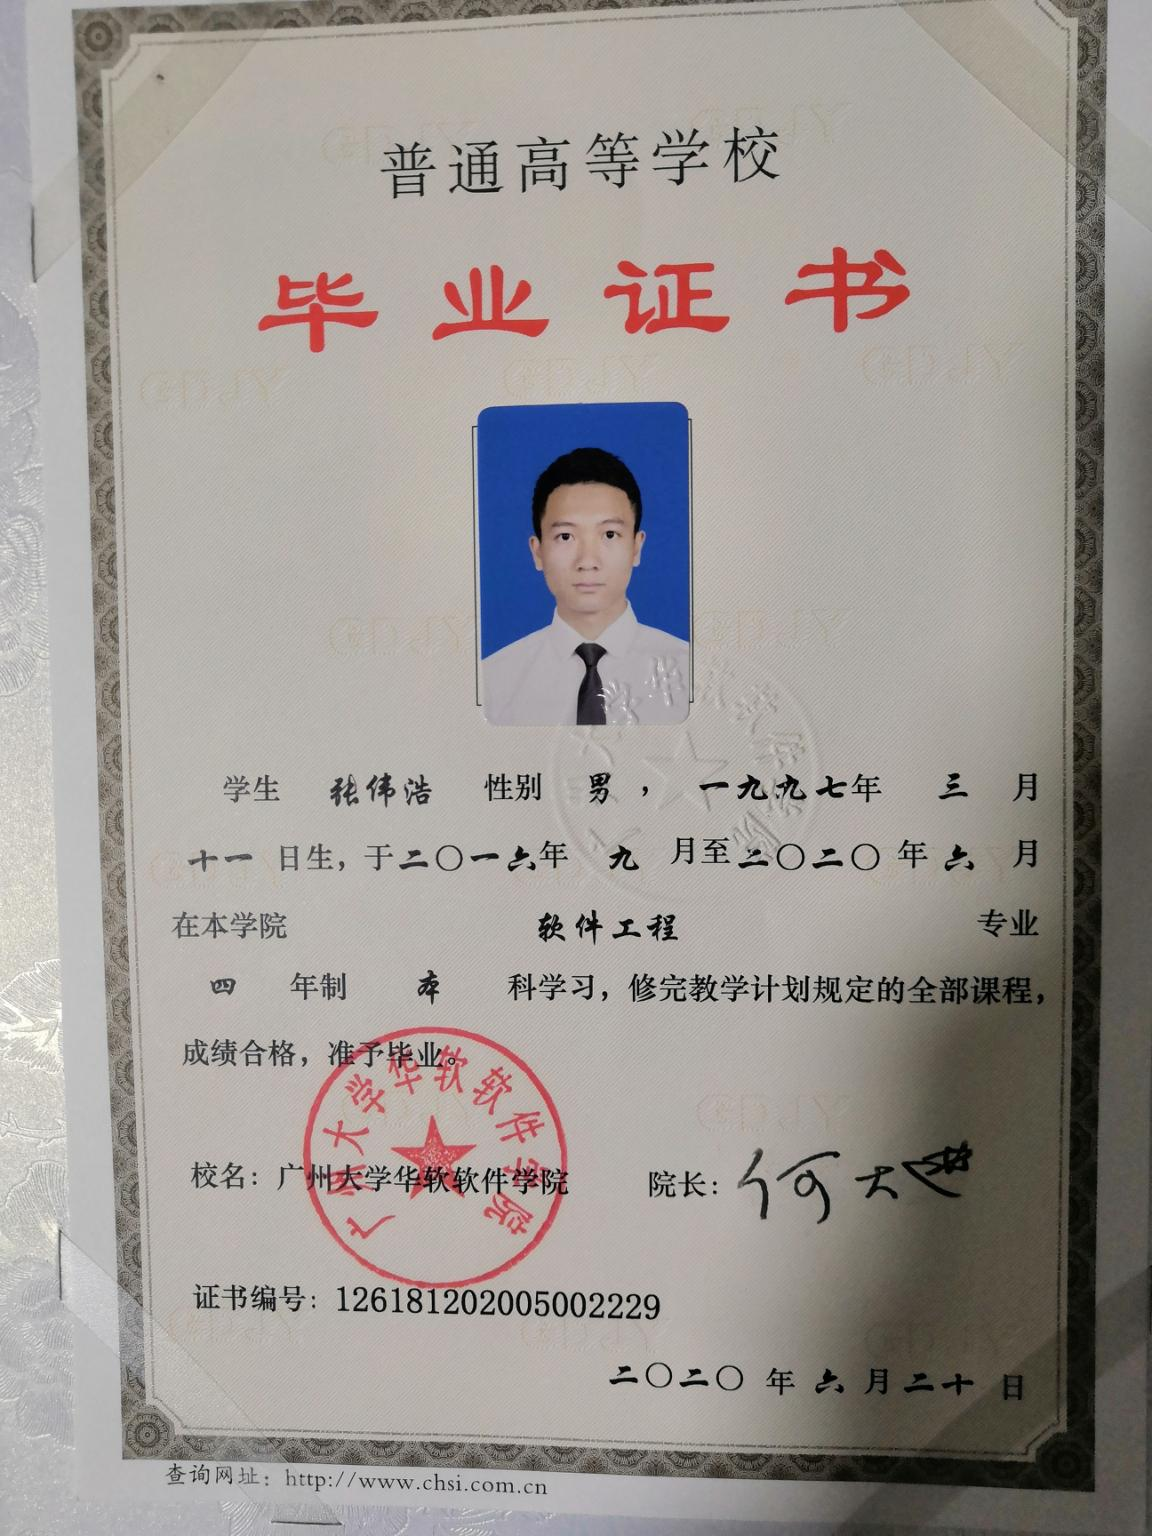 普通高等学校
毕业证书
学生 张伟浩 性别 男，一九九七年 三 月
十一 日生，于二〇一六年 九 月至二〇二〇年 六 月
在本学院 软件工程 专业
四 年制 本 科学习，修完教学计划规定的全部课程，
成绩合格，准予毕业。
广州大学华软软件学院
校名：广州大学华软软件学院 院长：何大进
证书编号：126181202005002229
二〇二〇年六月二十日
查询网址：http://www.chsi.com.cn